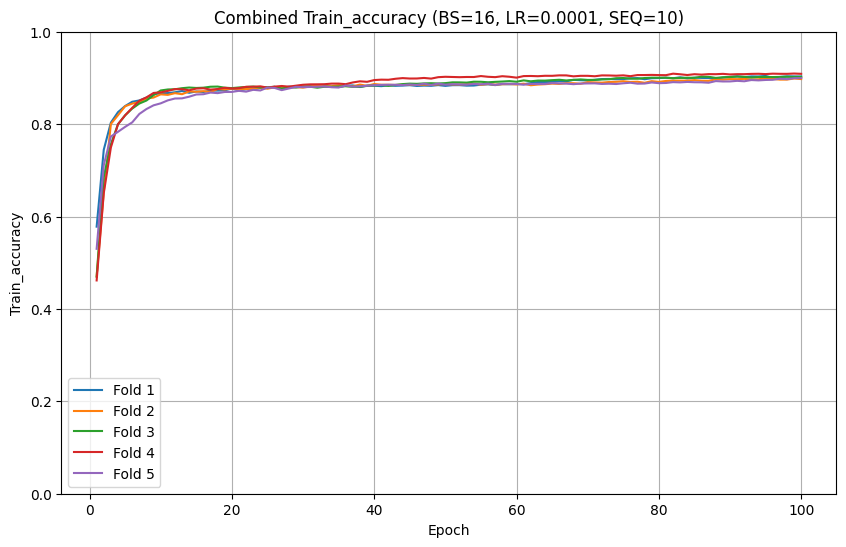 Combined Train_accuracy (BS=16, LR=0.0001, SEQ=10)
1.0
0.8
0.6
0.4
0.2
0.0
Train_accuracy
Fold 1
Fold 2
Fold 3
Fold 4
Fold 5
0 20 40 60 80 100
Epoch